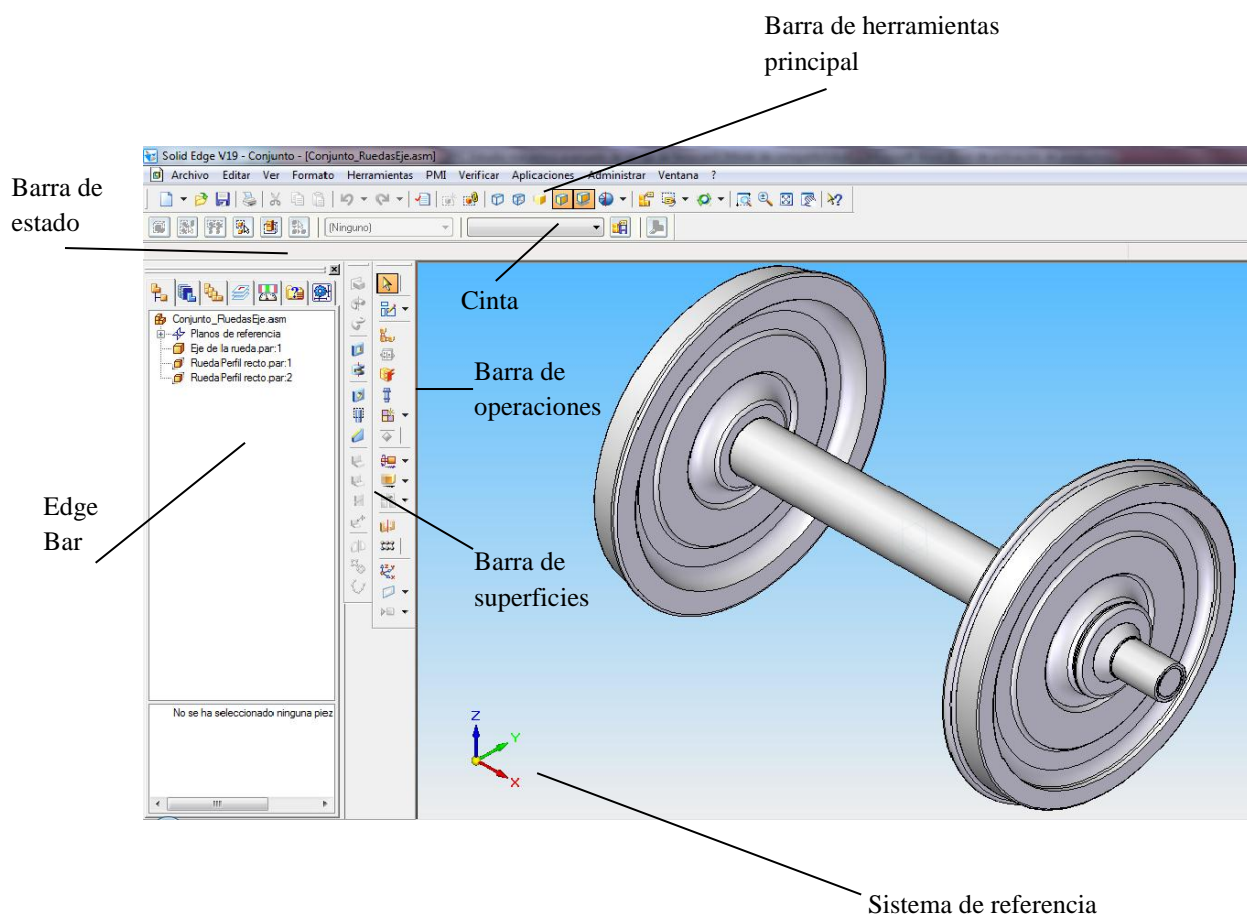 Barra de herramientas
principal
Solid Edge V19 - Conjunto - [Conjunto_RuedasEje.asm]
Archivo Editar Ver Formato Herramientas PMI Verificar Aplicaciones Administrar Ventana ?
Barra de
estado
(Ninguno)
Cinta
Conjunto_RuedasEje.asm
Planos de referencia
Eje de la rueda.par:1
Rueda Perfil recto.par:1
Rueda Perfil recto.par:2
Barra de
operaciones
Edge
Bar
Barra de
superficies
No se ha seleccionado ninguna piez
Z
Y
X
Sistema de referencia